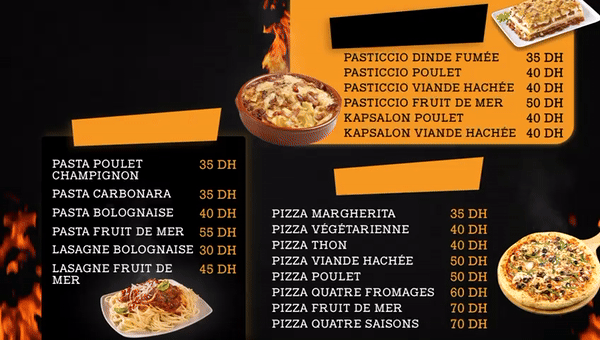 PASTICCIO DINDE FUMÉE 35 DH
PASTICCIO POULET 40 DH
PASTICCIO VIANDE HACHÉE 40 DH
PASTICCIO FRUIT DE MER 50 DH
KAPSALON POULET 40 DH
KAPSALON VIANDE HACHÉE 40 DH
PASTA POULET 35 DH
CHAMPIGNON
PASTA CARBONARA 35 DH
PASTA BOLOGNAISE 40 DH
PASTA FRUIT DE MER 55 DH
LASAGNE BOLOGNAISE 30 DH
LASAGNE FRUIT DE 45 DH
MER
PIZZA MARGHERITA 35 DH
PIZZA VÉGÉTARIENNE 40 DH
PIZZA THON 40 DH
PIZZA VIANDE HACHÉE 50 DH
PIZZA POULET 50 DH
PIZZA QUATRE FROMAGES 60 DH
PIZZA FRUIT DE MER 70 DH
PIZZA QUATRE SAISONS 70 DH